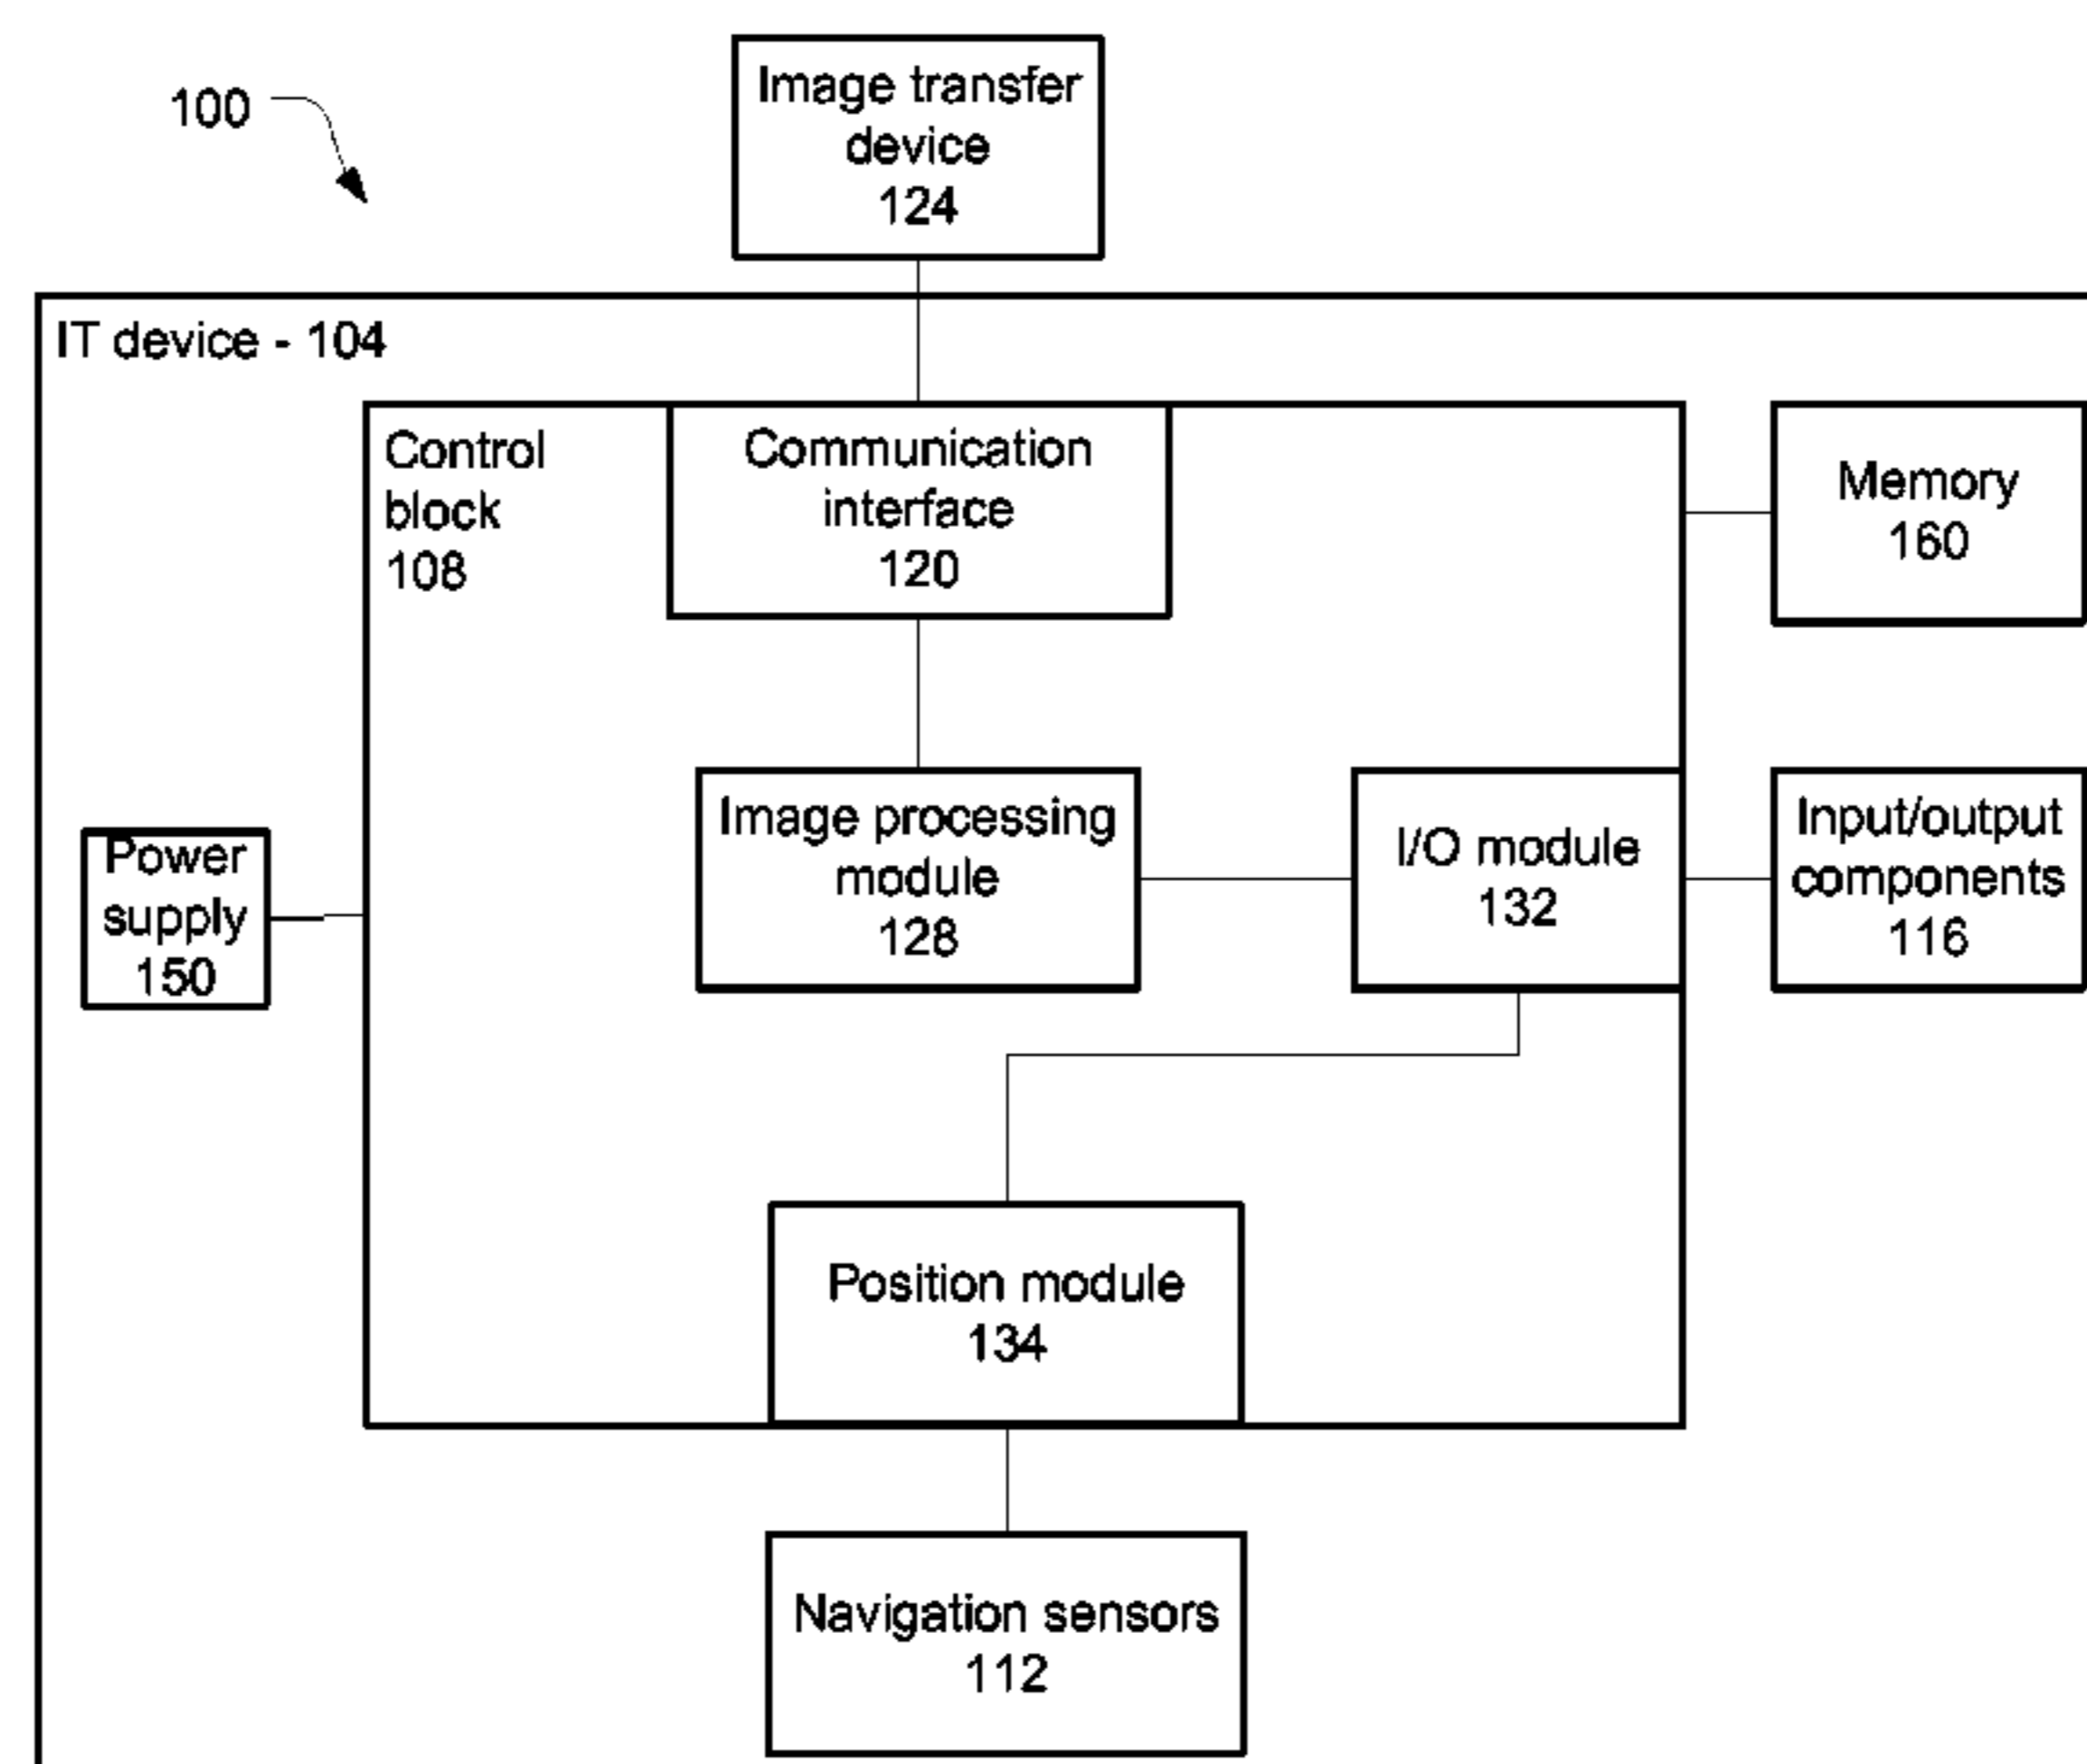 100
Image transfer
device
124
IT device - 104
Control
block
108
Communication
interface
120
Memory
160
Power
supply
150
Image processing
module
128
I/O module
132
Input/output
components
116
Position module
134
Navigation sensors
112